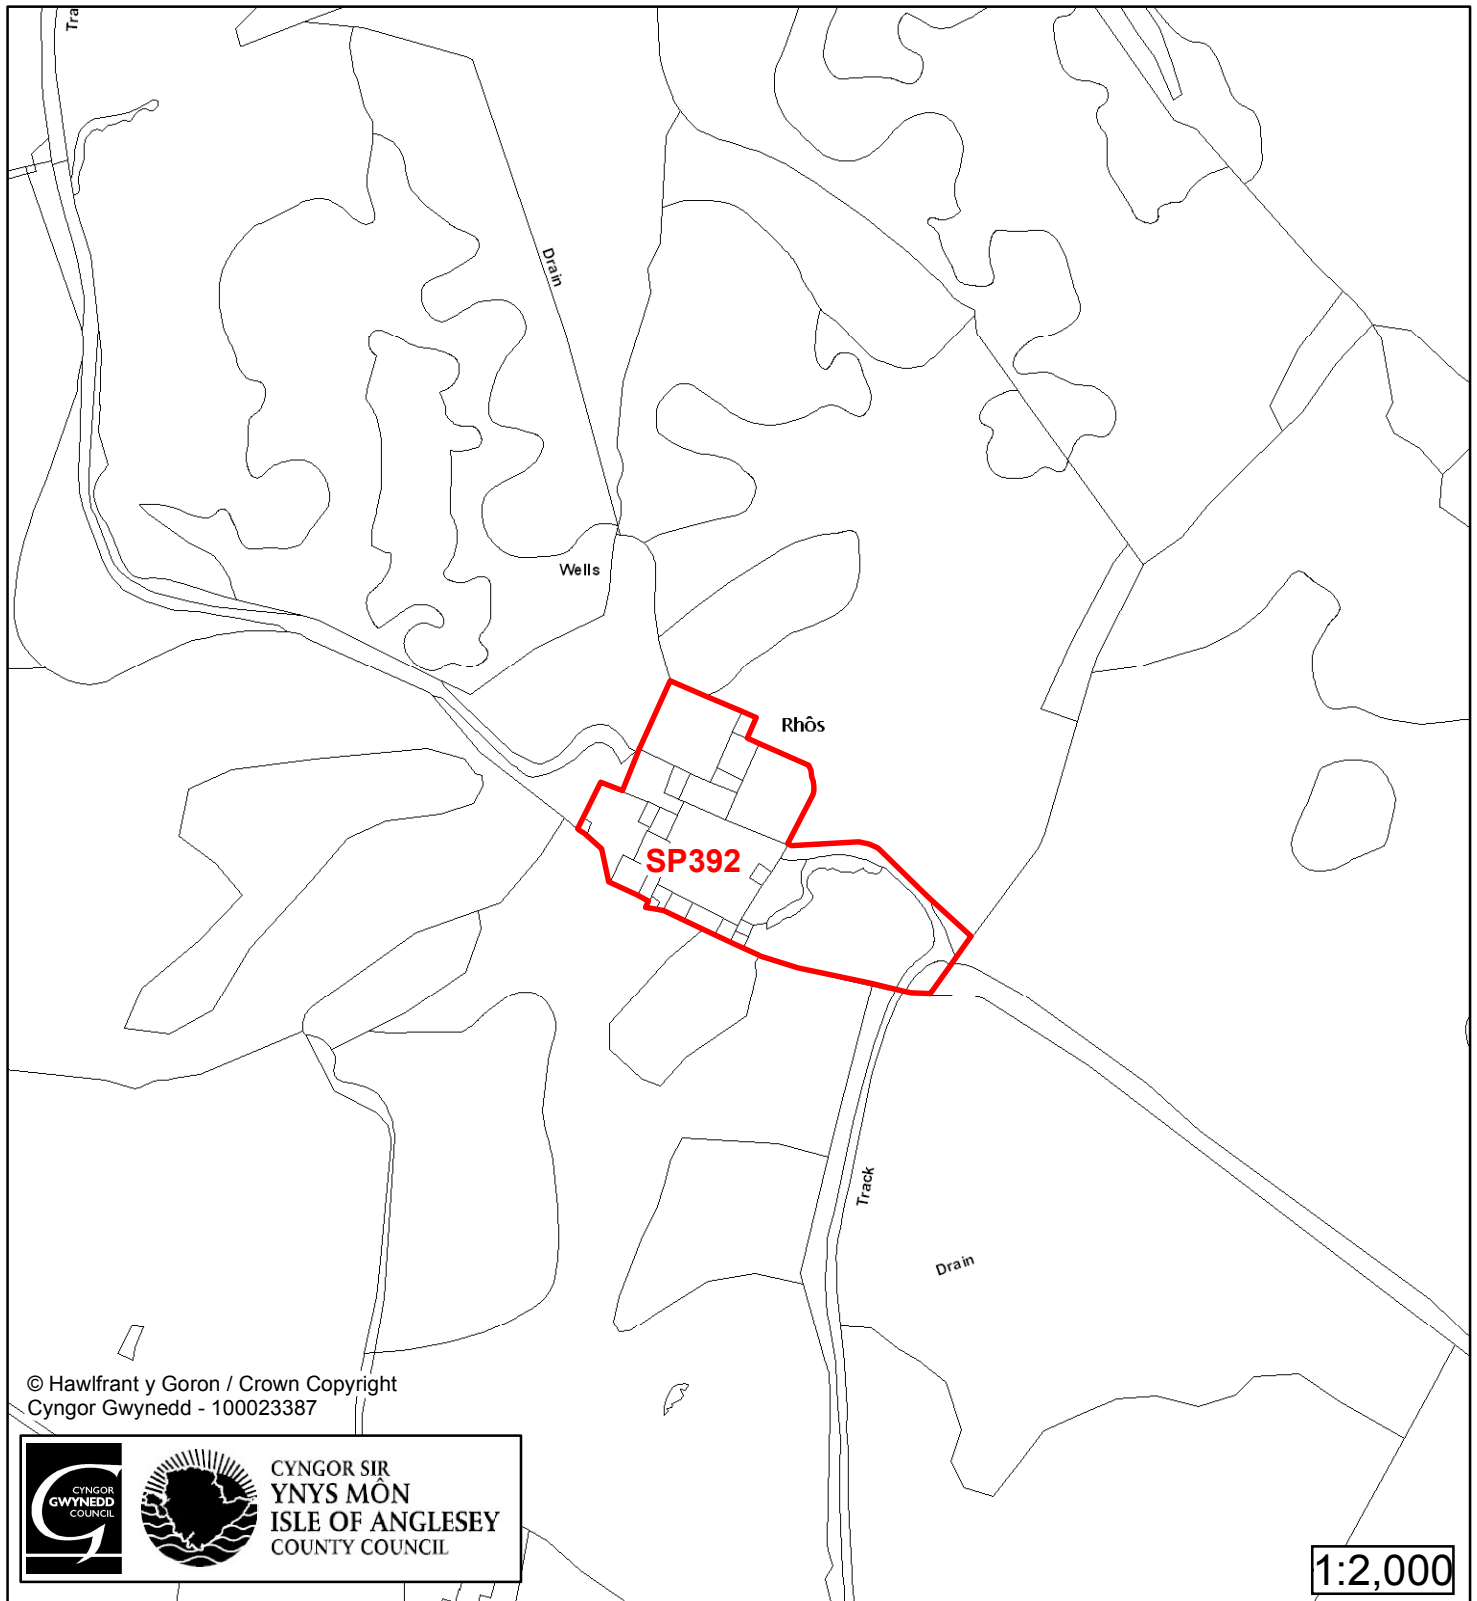 Tra
Drain
Wells
Rhôs
SP392
Track
Drain
© Hawlfrant y Goron / Crown Copyright
Cyngor Gwynedd - 100023387
CYNGOR
GWYNEDD
COUNCIL
CYNGOR SIR
YNYS MÔN
ISLE OF ANGLESEY
COUNTY COUNCIL
1:2,000